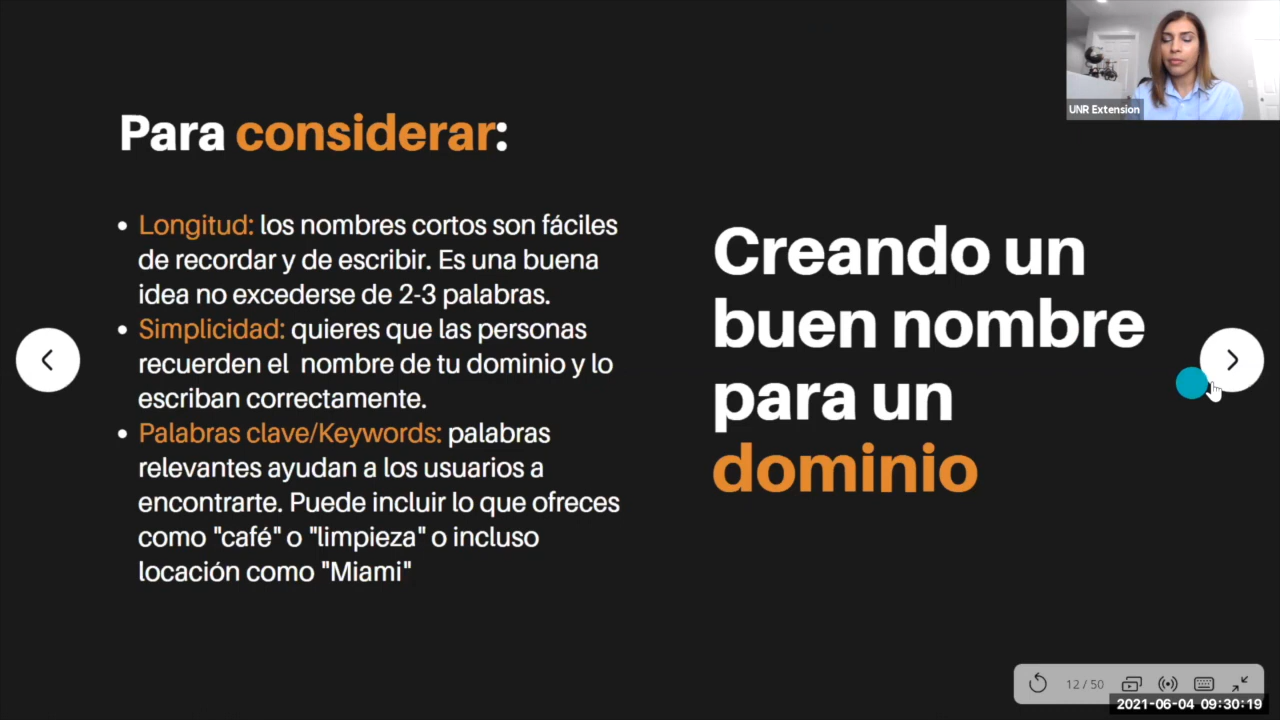 UNR Extension
Para considerar:
• Longitud: los nombres cortos son fáciles
de recordar y de escribir. Es una buena
idea no excederse de 2-3 palabras.
• Simplicidad: quieres que las personas
recuerden el nombre de tu dominio y lo
escriban correctamente.
• Palabras clave/Keywords: palabras
relevantes ayudan a los usuarios a
encontrarte. Puede incluir lo que ofreces
como "café" o "limpieza" o incluso
locación como "Miami"
Creando un
buen nombre
para un
dominio
12 / 50
2021-06-04 09:30:19